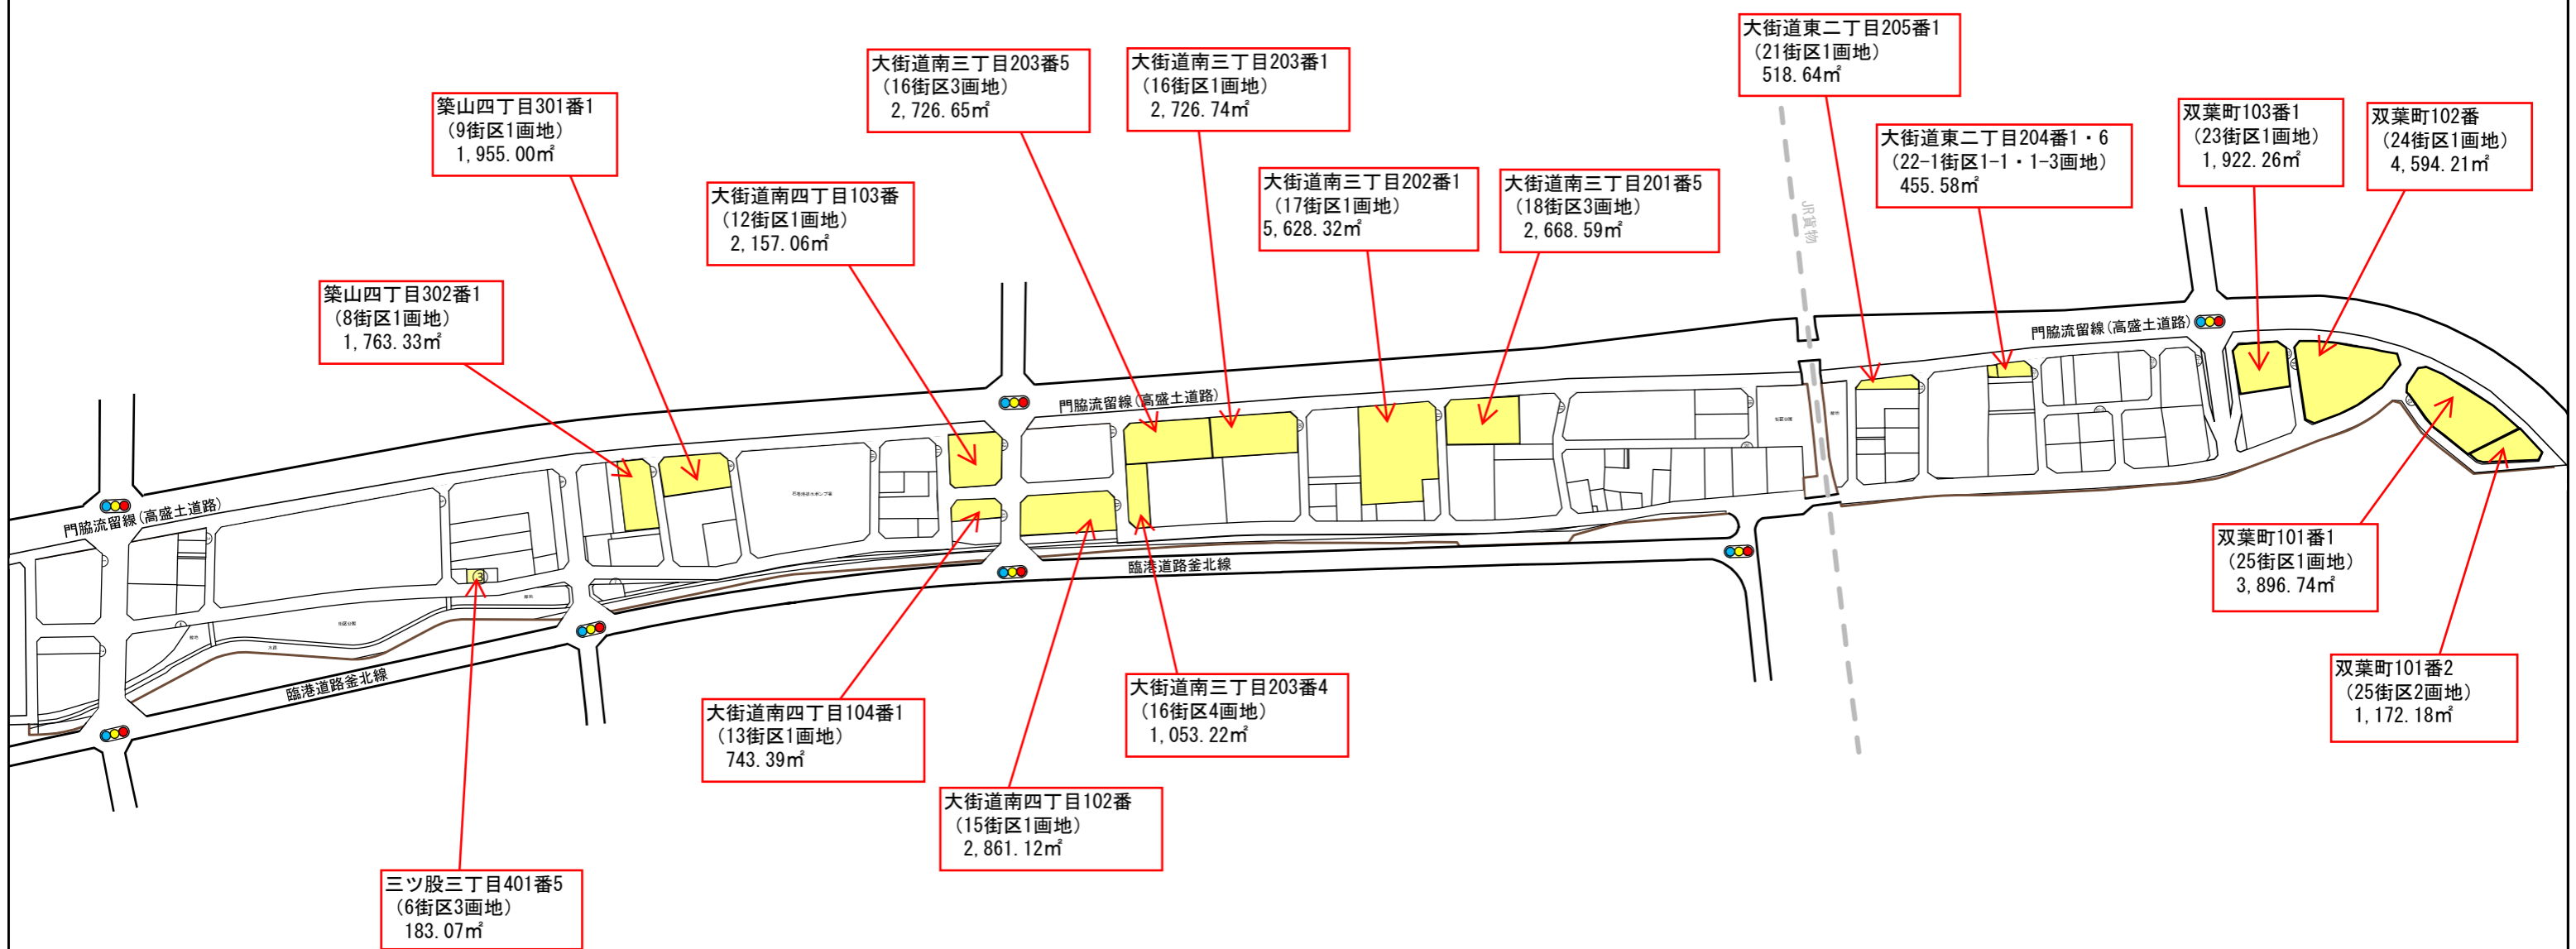 大街道東二丁目205番1
(21街区1画地)
518.64㎡
大街道南三丁目203番5
(16街区3画地)
2,726.65㎡
大街道南三丁目203番1
(16街区1画地)
2,726.74㎡
築山四丁目301番1
(9街区1画地)
1,955.00㎡
双葉町103番1
(23街区1画地)
1,922.26㎡
双葉町102番
(24街区1画地)
4,594.21㎡
大街道東二丁目204番1・6
(22-1街区1-1・1-3画地)
455.58㎡
大街道南四丁目103番
(12街区1画地)
2,157.06㎡
大街道南三丁目202番1
(17街区1画地)
5,628.32㎡
大街道南三丁目201番5
(18街区3画地)
2,668.59㎡
JR貨物
築山四丁目302番1
(8街区1画地)
1,763.33㎡
門脇流留線(高盛土道路)
門脇流留線(高盛土道路)
門脇流留線(高盛土道路)
臨港道路釜北線
臨港道路釜北線
双葉町101番1
(25街区1画地)
3,896.74㎡
双葉町101番2
(25街区2画地)
1,172.18㎡
大街道南三丁目203番4
(16街区4画地)
1,053.22㎡
大街道南四丁目104番1
(13街区1画地)
743.39㎡
大街道南四丁目102番
(15街区1画地)
2,861.12㎡
三ツ股三丁目401番5
(6街区3画地)
183.07㎡